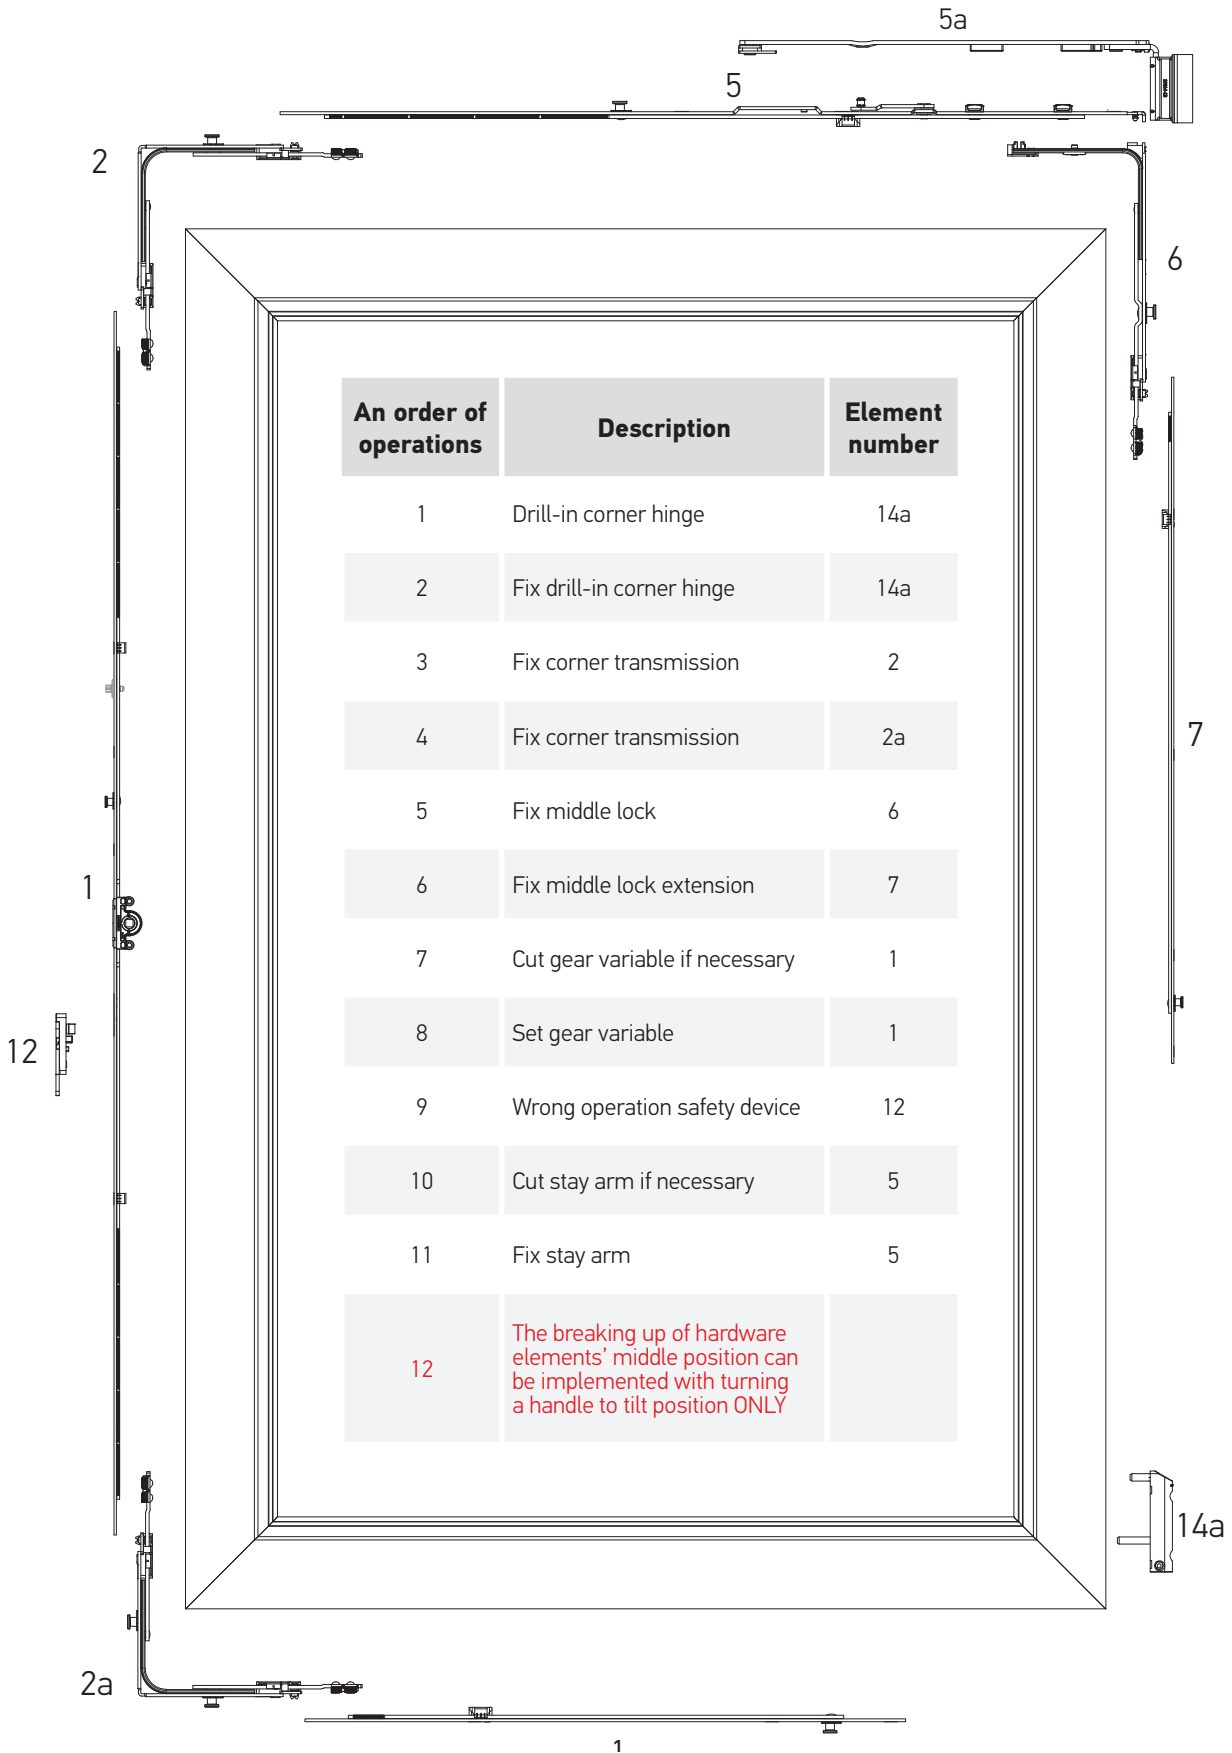 5a
5
2
6
An order of operations | Description | Element number
1 | Drill-in corner hinge | 14a
2 | Fix drill-in corner hinge | 14a
3 | Fix corner transmission | 2
4 | Fix corner transmission | 2a
5 | Fix middle lock | 6
6 | Fix middle lock extension | 7
7 | Cut gear variable if necessary | 1
8 | Set gear variable | 1
9 | Wrong operation safety device | 12
10 | Cut stay arm if necessary | 5
11 | Fix stay arm | 5
12 | The breaking up of hardware
elements’ middle position can
be implemented with turning
a handle to tilt position ONLY
7
1
12
14a
2a
1